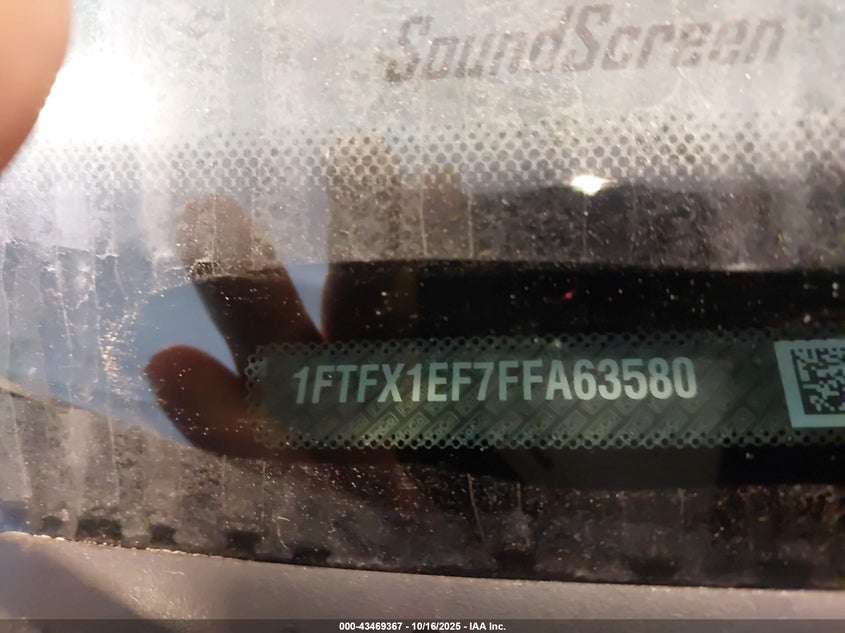 SoundScreen
1FTFX1EF7FFA63580
000-43469367 - 10/16/2025 - IAA Inc.